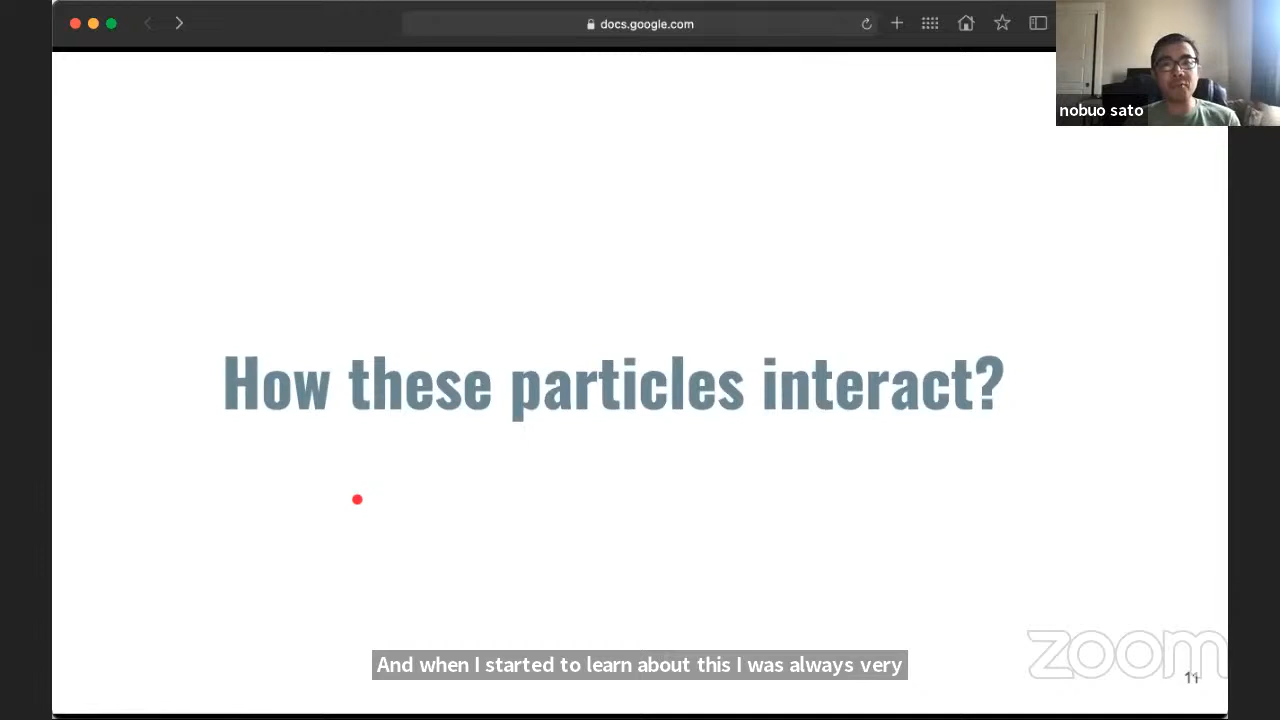 docs.google.com
nobuo sato
How these particles interact?
And when I started to learn about this I was always very
zoom
11